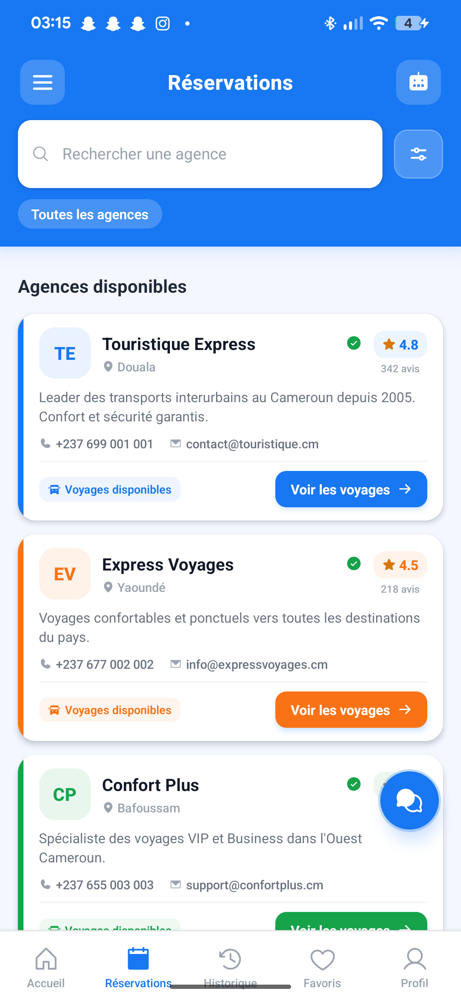 03:15
4
Réservations
Rechercher une agence
Toutes les agences
Agences disponibles
TE
Touristique Express
4.8
Douala
342 avis
Leader des transports interurbains au Cameroun depuis 2005.
Confort et sécurité garantis.
+237 699 001 001 contact@touristique.cm
Voyages disponibles
Voir les voyages
EV
Express Voyages
4.5
Yaoundé
218 avis
Voyages confortables et ponctuels vers toutes les destinations
du pays.
+237 677 002 002 info@expressvoyages.cm
Voyages disponibles
Voir les voyages
CP
Confort Plus
Bafoussam
Spécialiste des voyages VIP et Business dans l'Ouest
Cameroun.
+237 655 003 003 support@confortplus.cm
Voyages disponibles
Voir les voyages
Accueil
Réservations
Historique
Favoris
Profil